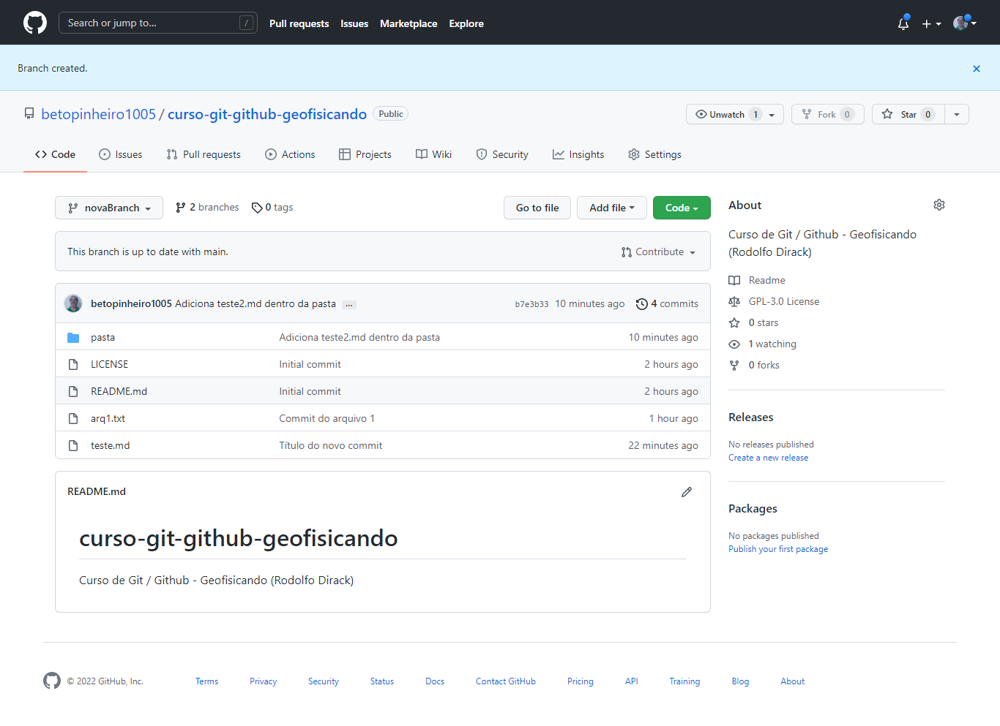 Search or jump to... /
Pull requests Issues Marketplace Explore
Branch created.
betopinheiro1005 / curso-git-github-geofisicando Public
Unwatch 1 Fork 0 Star 0
Code Issues Pull requests Actions Projects Wiki Security Insights Settings
novaBranch 2 branches 0 tags
Go to file Add file Code
This branch is up to date with main.
Contribute
betopinheiro1005 Adiciona teste2.md dentro da pasta ...
b7e3b33 10 minutes ago 4 commits
pasta Adiciona teste2.md dentro da pasta 10 minutes ago
LICENSE Initial commit 2 hours ago
README.md Initial commit 2 hours ago
arq1.txt Commit do arquivo 1 1 hour ago
teste.md Título do novo commit 22 minutes ago
README.md
curso-git-github-geofisicando
Curso de Git / Github - Geofisicando (Rodolfo Dirack)
About
Curso de Git / Github - Geofisicando
(Rodolfo Dirack)
Readme
GPL-3.0 License
0 stars
1 watching
0 forks
Releases
No releases published
Create a new release
Packages
No packages published
Publish your first package
© 2022 GitHub, Inc. Terms Privacy Security Status Docs Contact GitHub Pricing API Training Blog About